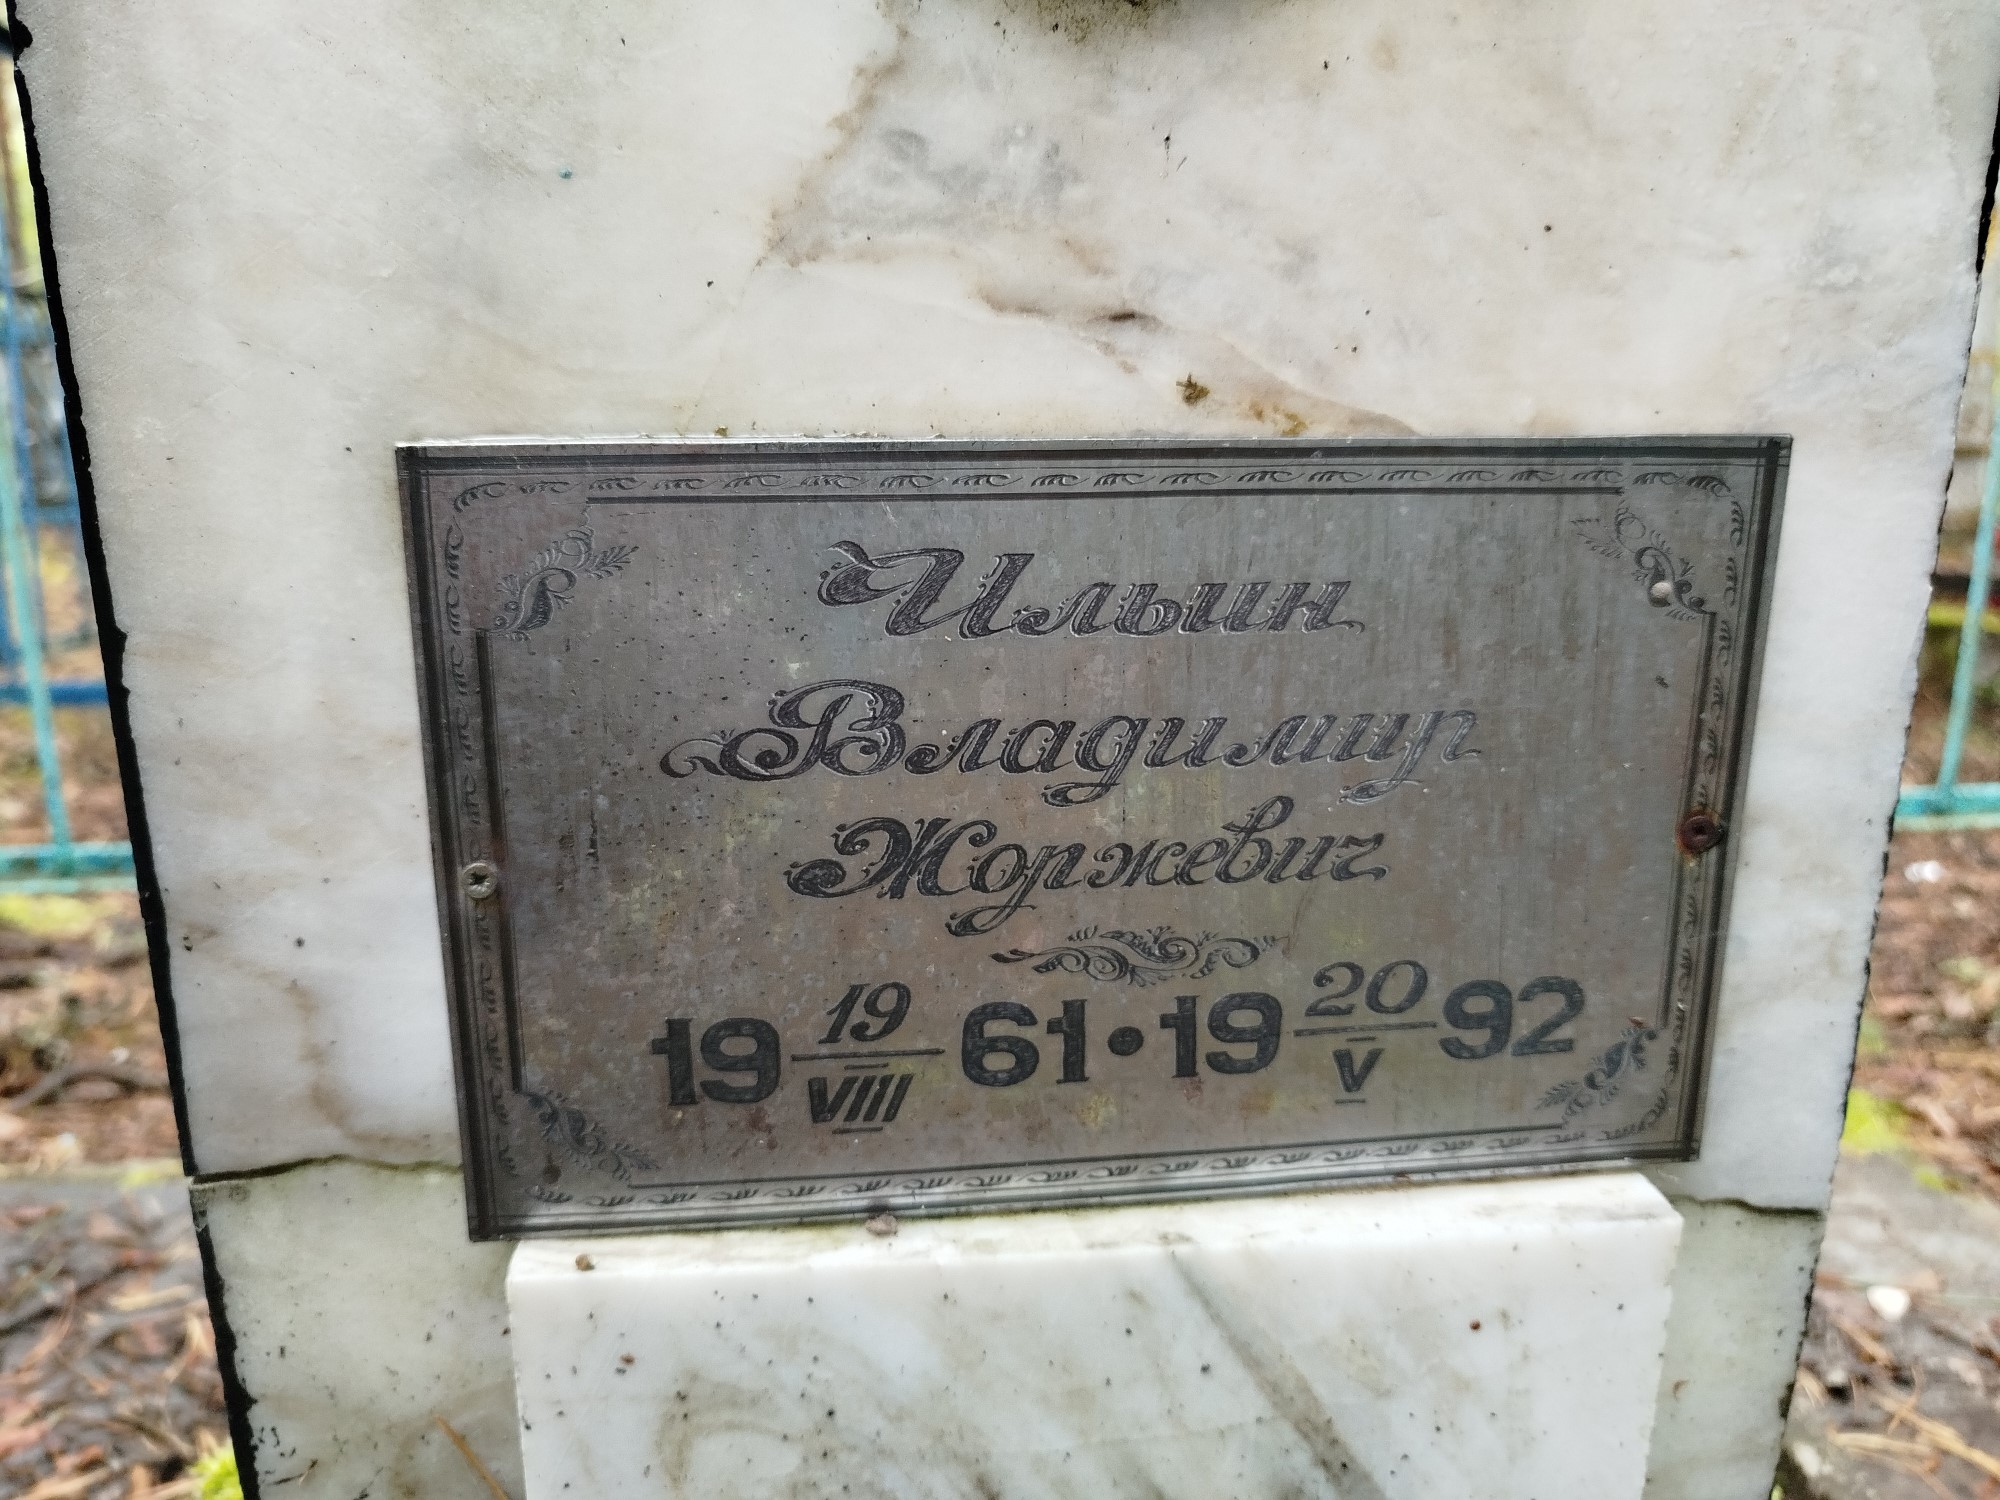 Ильин
Владимир
Жоржевич
19 19/VIII 61 • 19 20/V 92